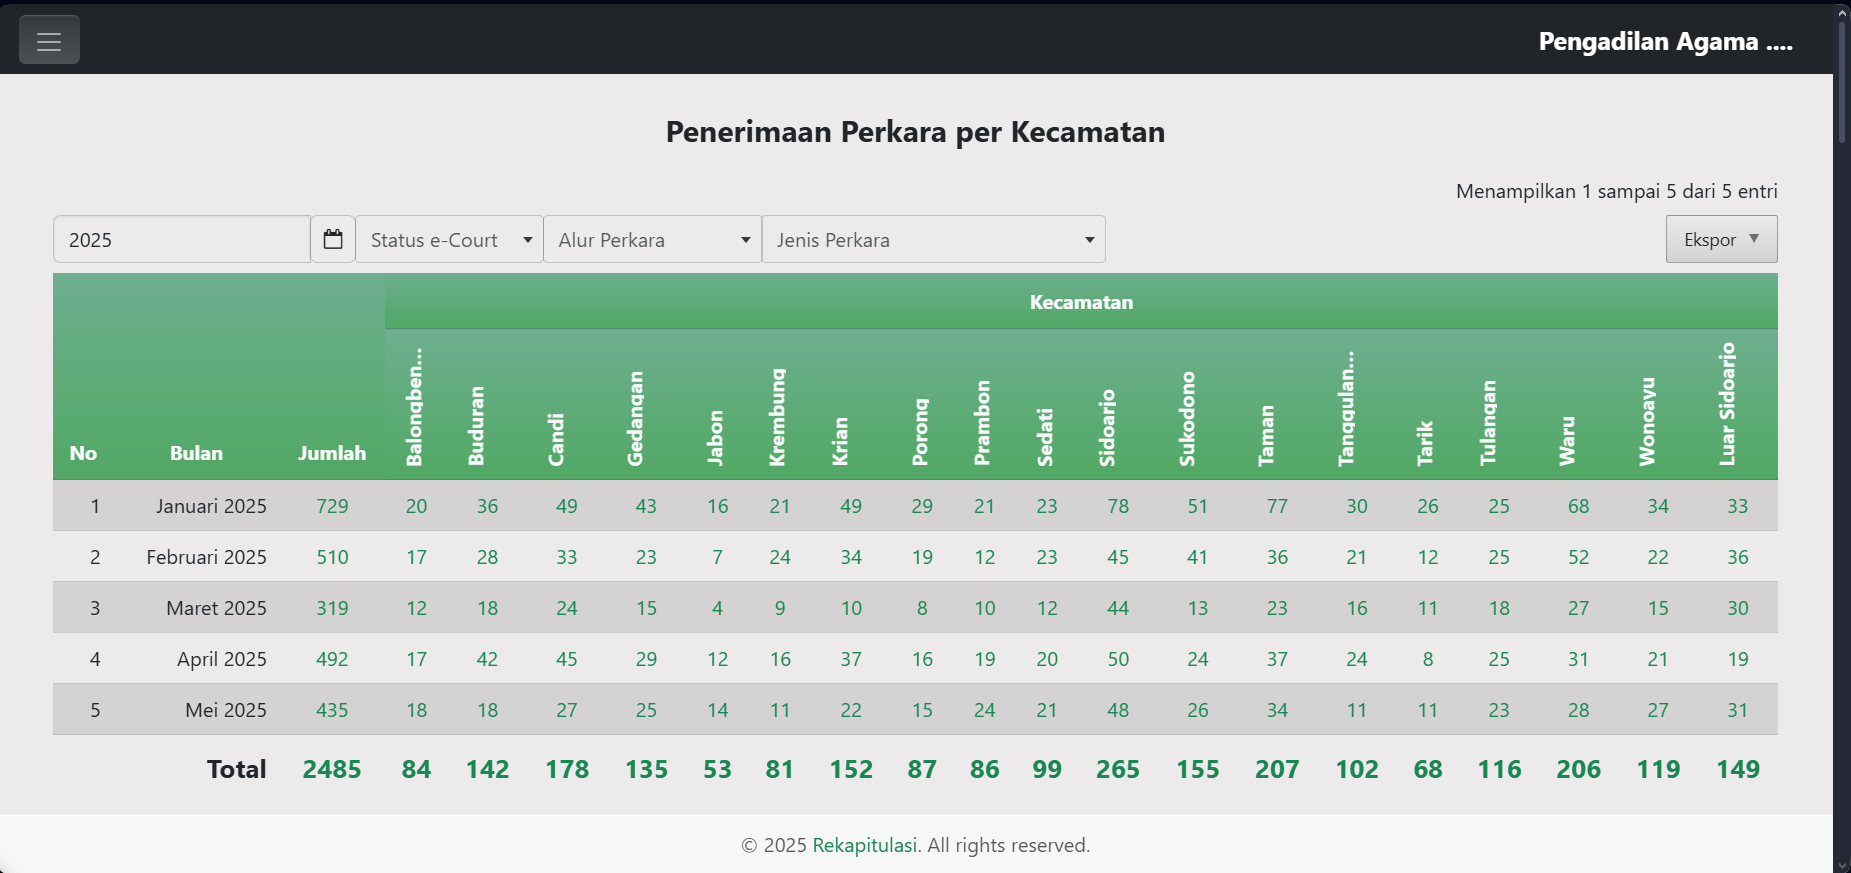 Pengadilan Agama ....
Penerimaan Perkara per Kecamatan
Menampilkan 1 sampai 5 dari 5 entri
2025 Status e-Court Alur Perkara Jenis Perkara Ekspor
Kecamatan
No Bulan Jumlah Balongben... Buduran Candi Gedangan Jabon Krembung Krian Porong Prambon Sedati Sidoarjo Sukodono Taman Tanggulan... Tarik Tulangan Waru Wonoayu Luar Sidoarjo
1 Januari 2025 729 20 36 49 43 16 21 49 29 21 23 78 51 77 30 26 25 68 34 33
2 Februari 2025 510 17 28 33 23 7 24 34 19 12 23 45 41 36 21 12 25 52 22 36
3 Maret 2025 319 12 18 24 15 4 9 10 8 10 12 44 13 23 16 11 18 27 15 30
4 April 2025 492 17 42 45 29 12 16 37 16 19 20 50 24 37 24 8 25 31 21 19
5 Mei 2025 435 18 18 27 25 14 11 22 15 24 21 48 26 34 11 11 23 28 27 31
Total 2485 84 142 178 135 53 81 152 87 86 99 265 155 207 102 68 116 206 119 149
© 2025 Rekapitulasi. All rights reserved.